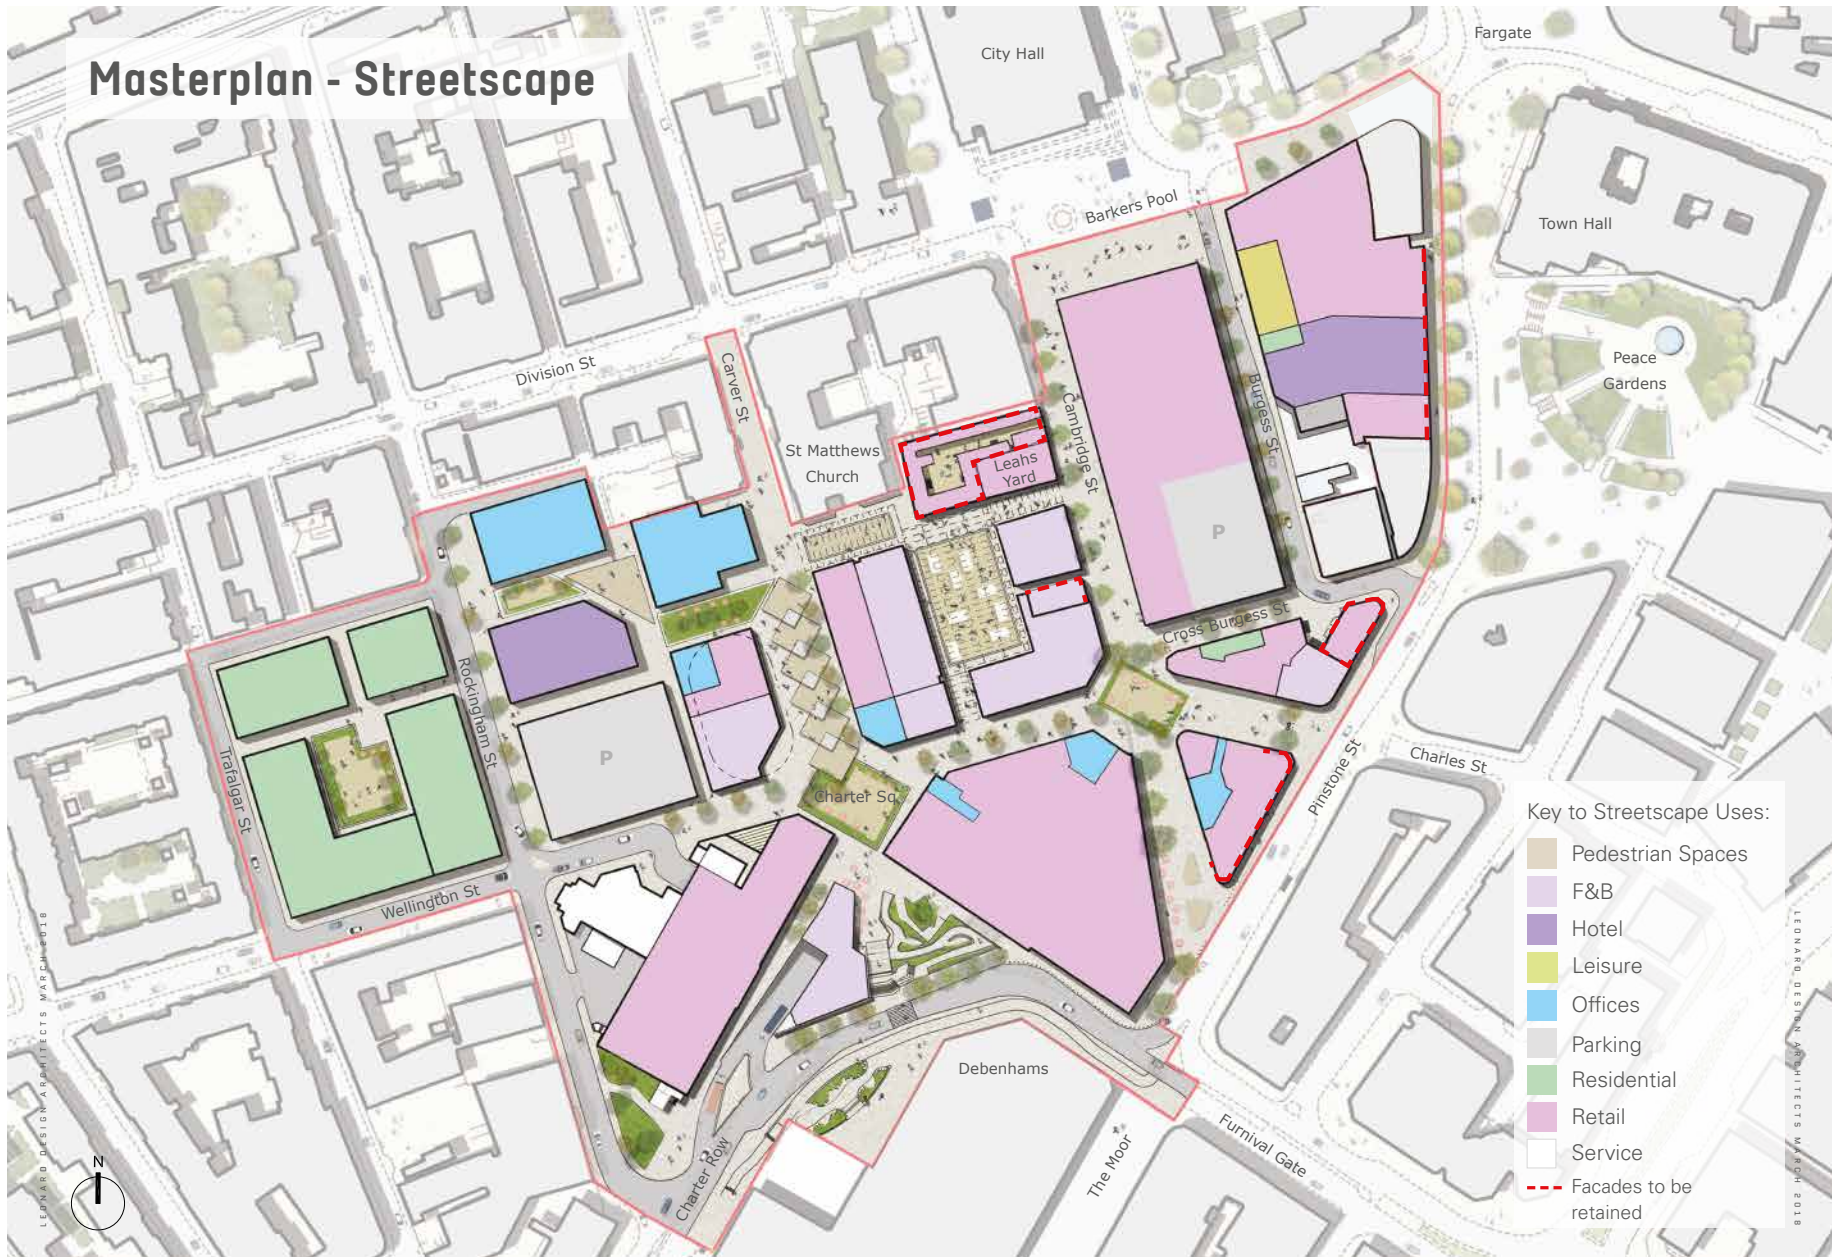 Masterplan - Streetscape
City Hall
Fargate
Barkers Pool
Town Hall
Peace
Gardens
Division St
Carver St
St Matthews
Church
Leahs
Yard
Cambridge St
Burgess St
P
Cross Burgess St
Rockingham St
Trafalgar St
P
Charter Sq
Pinstone St
Charles St
Wellington St
Debenhams
Charter Row
The Moor
Furnival Gate
Key to Streetscape Uses:
Pedestrian Spaces
F&B
Hotel
Leisure
Offices
Parking
Residential
Retail
Service
Facades to be
retained
N
LEONARD DESIGN ARCHITECTS MARCH 2018
LEONARD DESIGN ARCHITECTS MARCH 2018